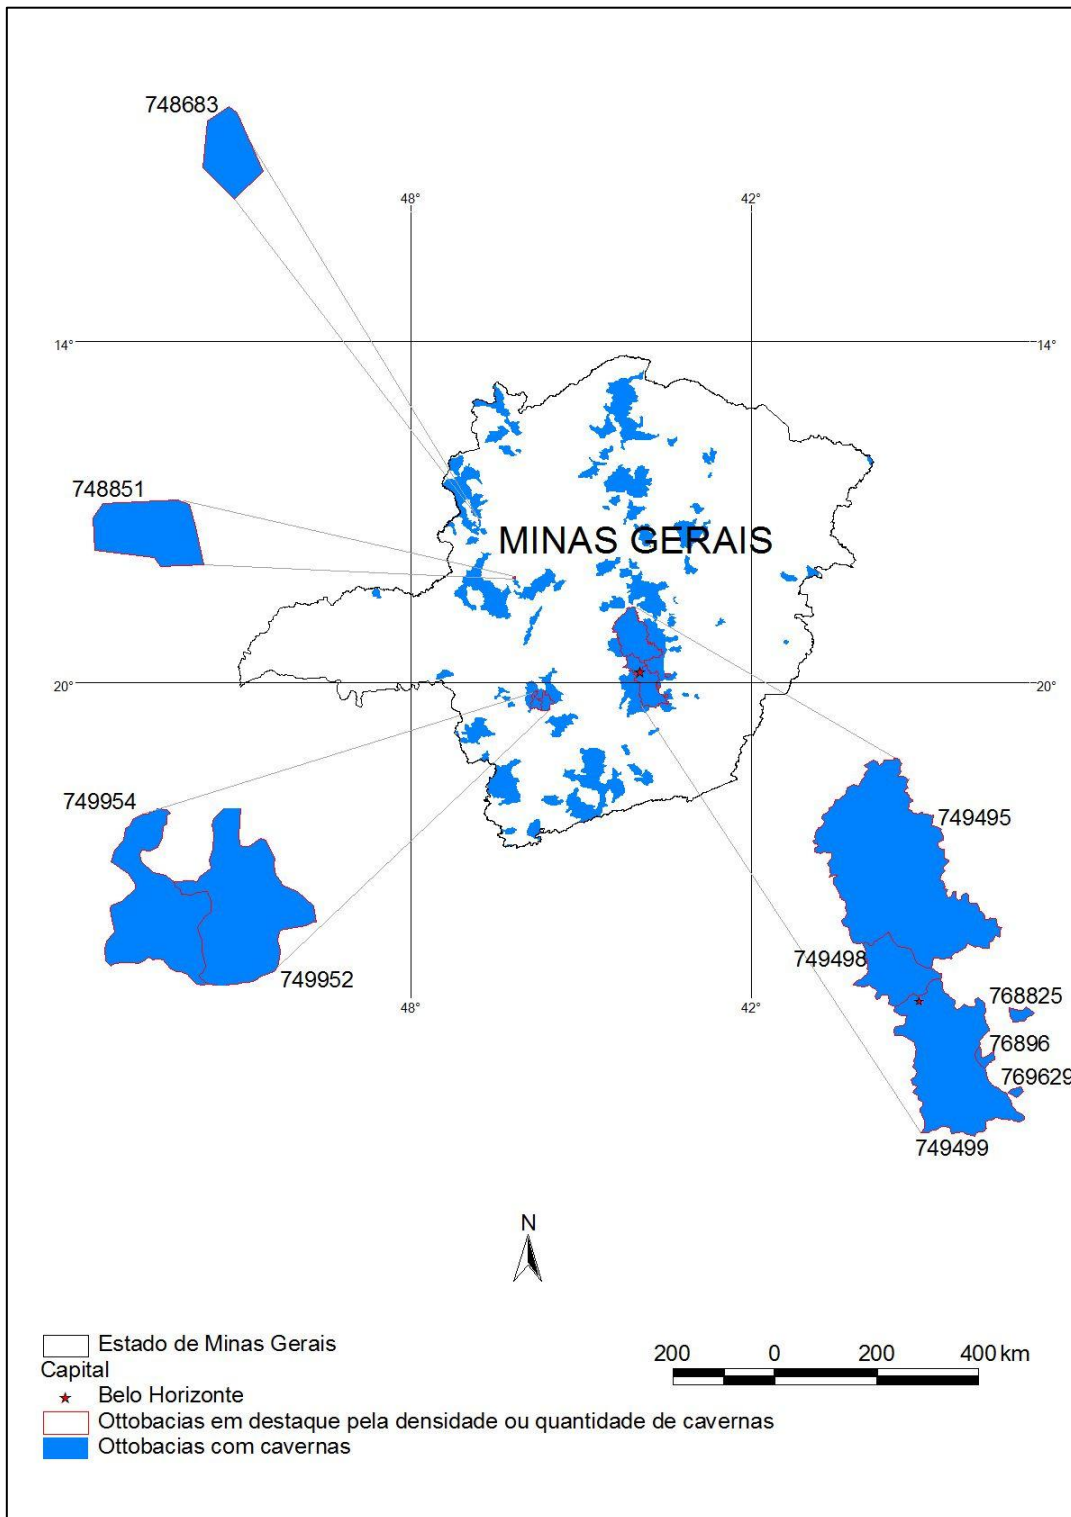 748683
48°
42°
14°
14°
748851
MINAS GERAIS
20°
20°
749954
749495
749498
749952
768825
48°
42°
76896
769629
749499
N
Estado de Minas Gerais
Capital
Belo Horizonte
Ottobacias em destaque pela densidade ou quantidade de cavernas
Ottobacias com cavernas
200 0 200 400 km